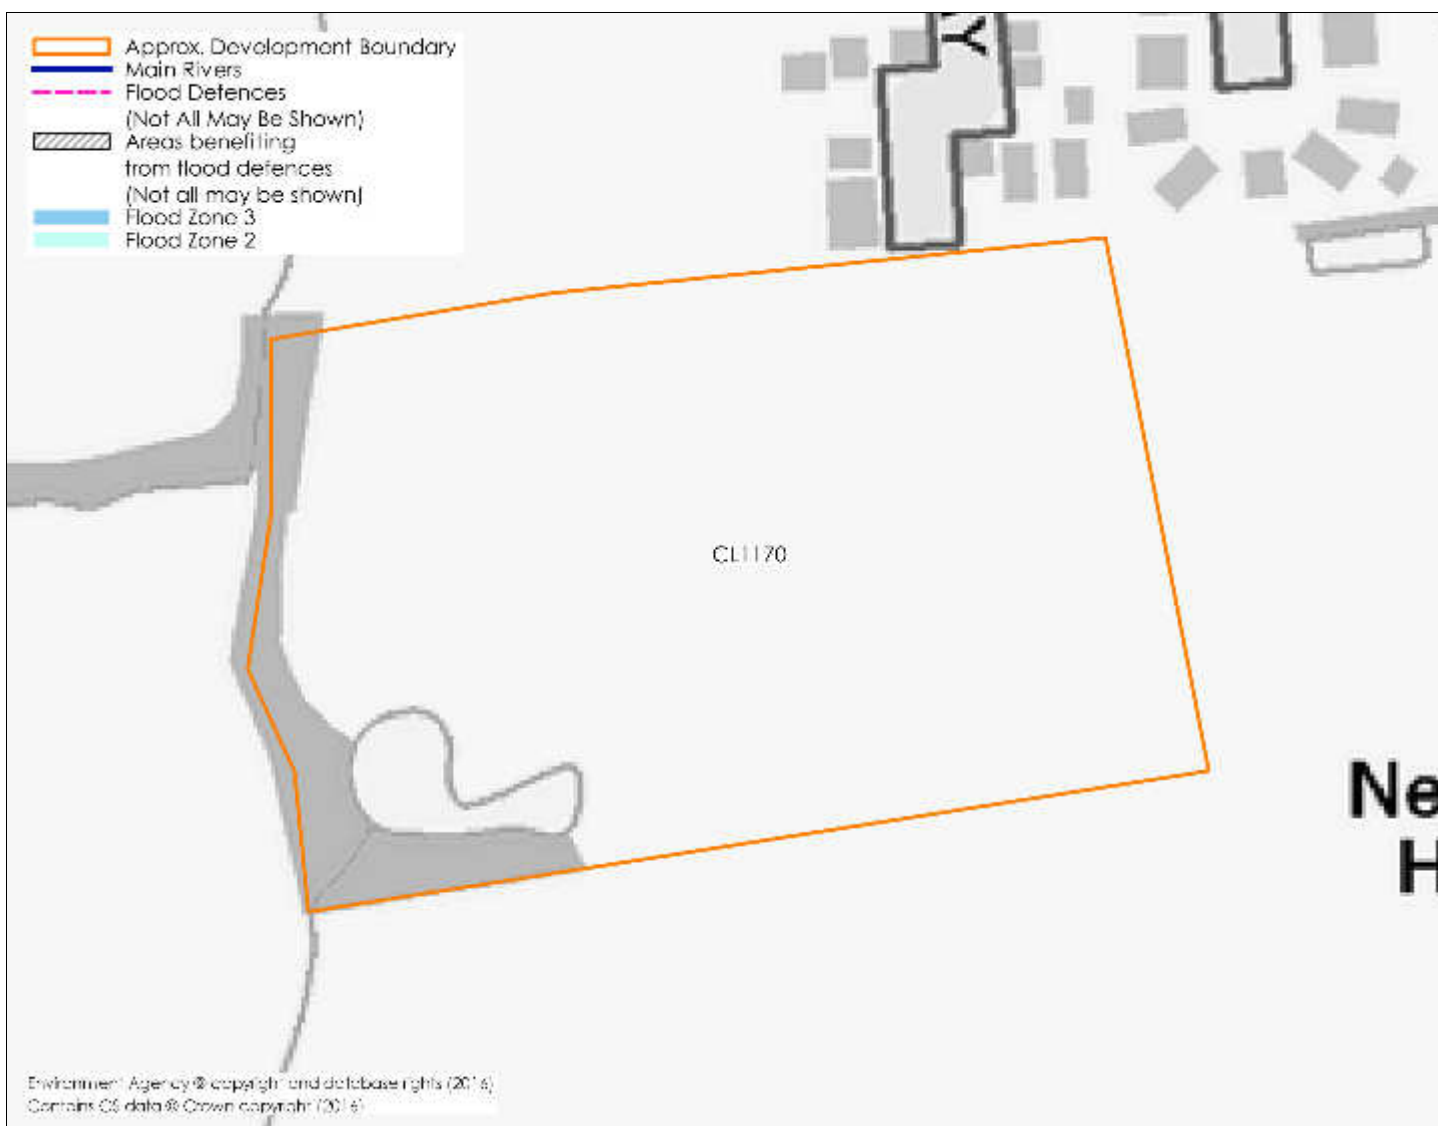 Approx. Development Boundary
Main Rivers
Flood Defences
(Not All May Be Shown)
Areas benefiting
from flood defences
(Not all may be shown)
Flood Zone 3
Flood Zone 2
Y
CL1170
Ne
H
Environment Agency © copyright and database rights (2016)
Contains OS data © Crown copyright (2016)